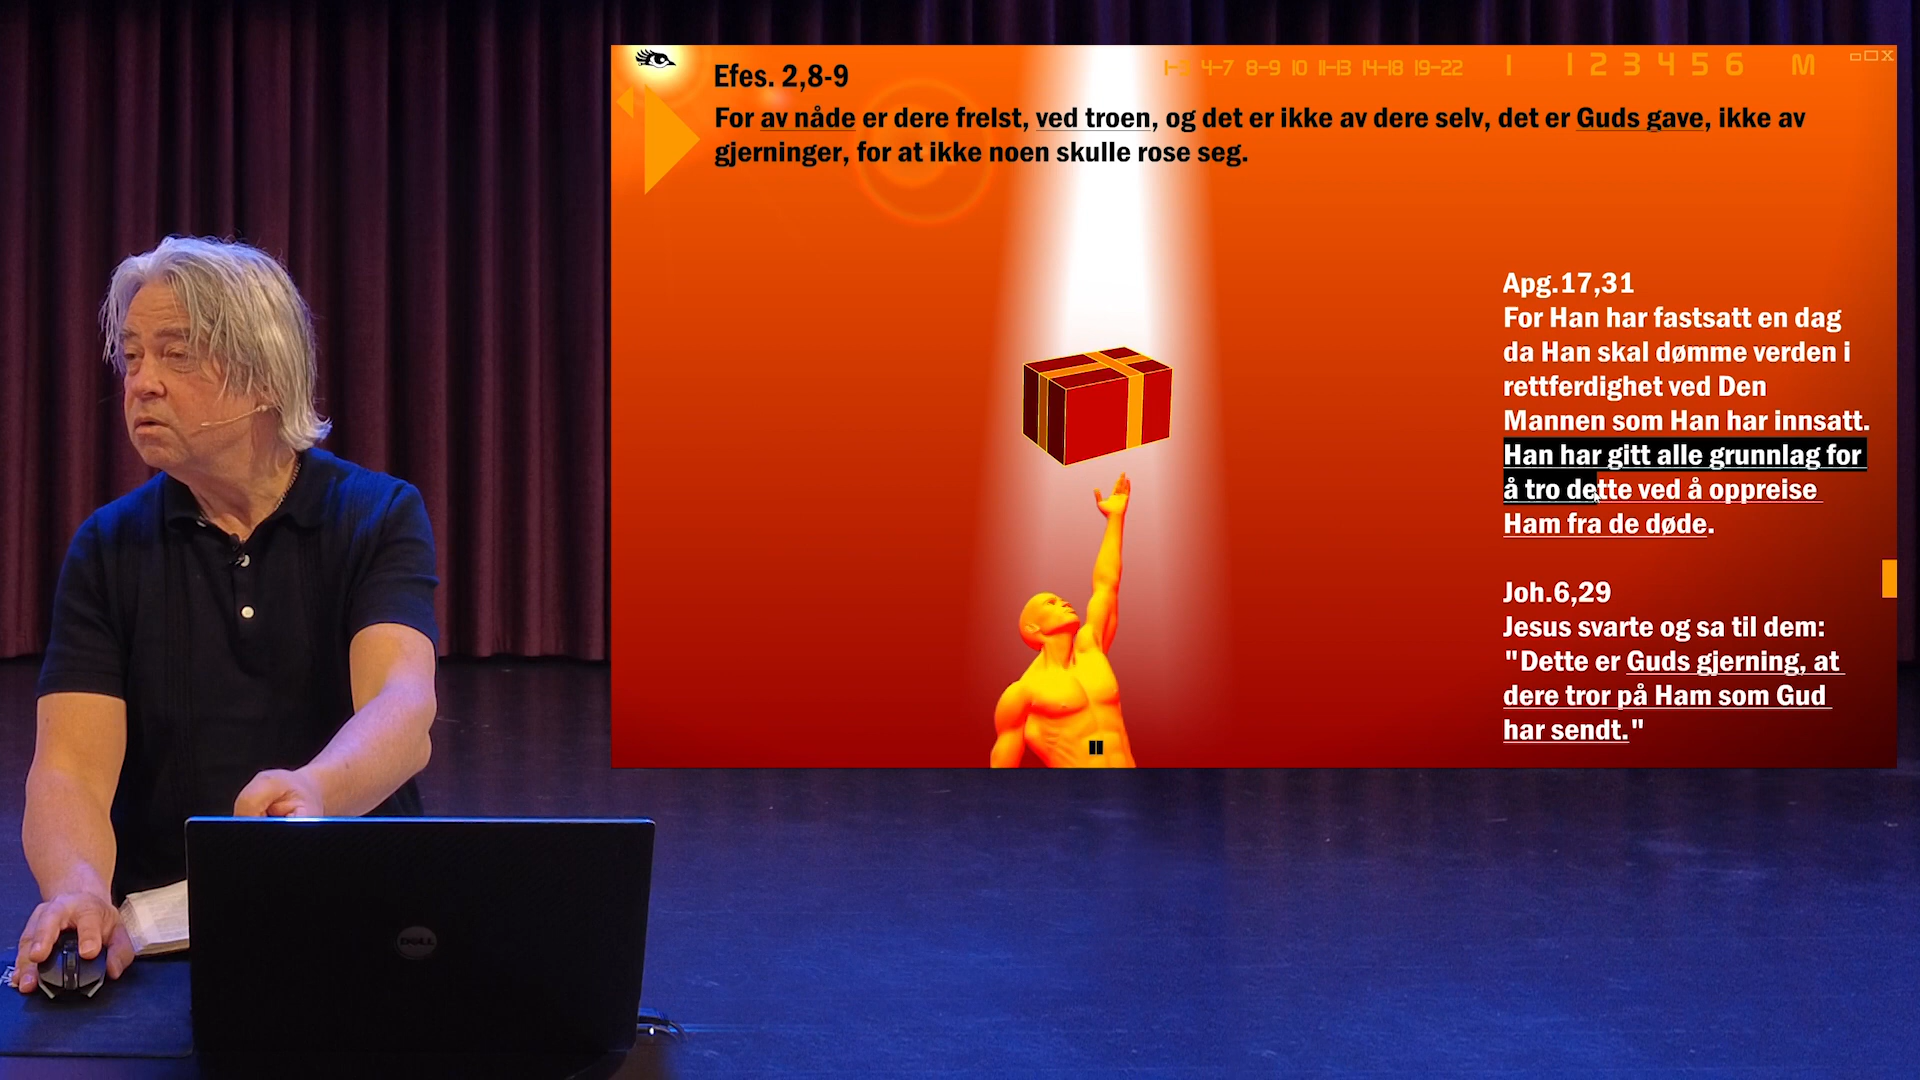 Efes. 2,8-9
For av nåde er dere frelst, ved troen, og det er ikke av dere selv, det er Guds gave, ikke av
gjerninger, for at ikke noen skulle rose seg.
1-3 4-7 8-9 10 11-13 14-18 19-22 1 1 2 3 4 5 6 M
Apg.17,31
For Han har fastsatt en dag
da Han skal dømme verden i
rettferdighet ved Den
Mannen som Han har innsatt.
Han har gitt alle grunnlag for
å tro dette ved å oppreise
Ham fra de døde.
Joh.6,29
Jesus svarte og sa til dem:
"Dette er Guds gjerning, at
dere tror på Ham som Gud
har sendt."
DELL